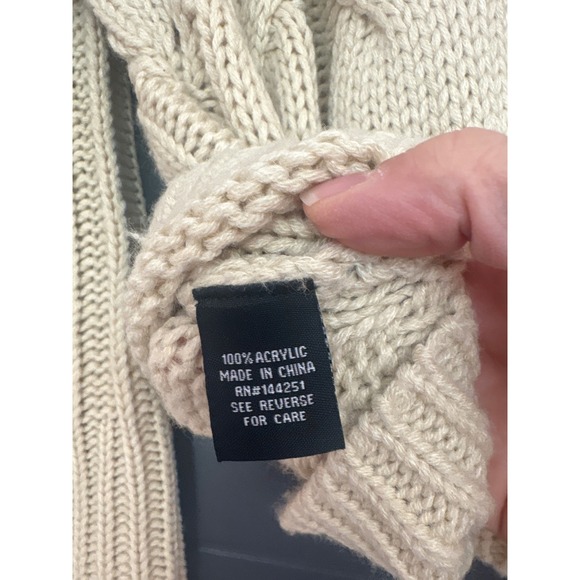 100% ACRYLIC
MADE IN CHINA
RN#144251
SEE REVERSE
FOR CARE